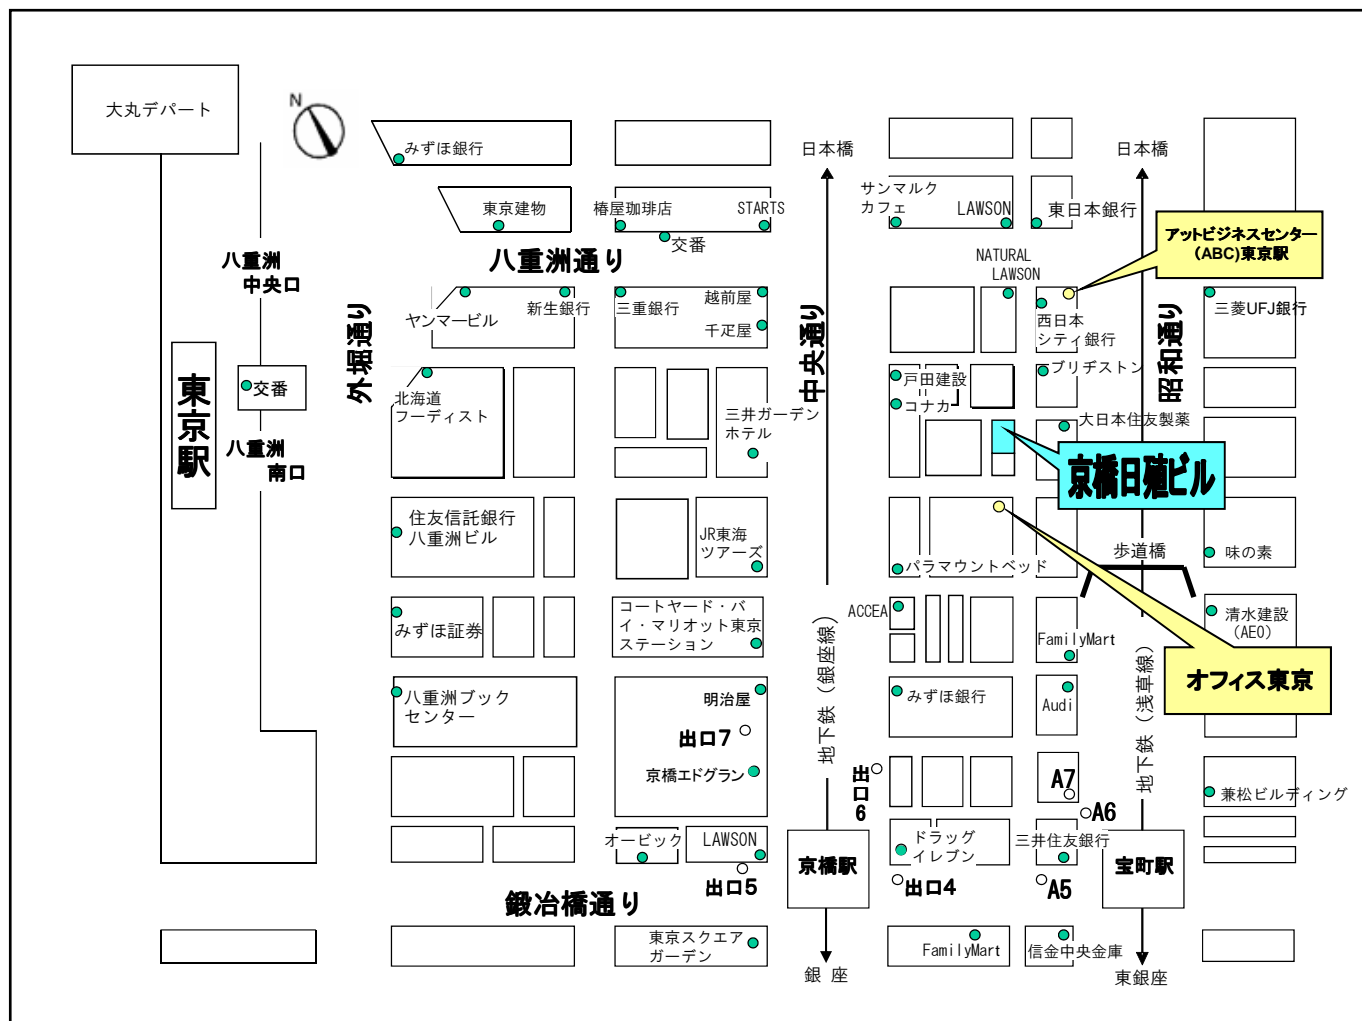 大丸デパート
N
みずほ銀行
日本橋
日本橋
東京建物
椿屋珈琲店
STARTS
交番
サンマルク
カフェ
LAWSON
東日本銀行
アットビジネスセンター
(ABC)東京駅
八重洲
中央口
八重洲通り
NATURAL
LAWSON
外堀通り
ヤンマービル
新生銀行
三重銀行
越前屋
千疋屋
中央通り
西日本
シティ銀行
昭和通り
三菱UFJ銀行
東京駅
交番
北海道
フーディスト
戸田建設
コナカ
ブリヂストン
三井ガーデン
ホテル
大日本住友製薬
八重洲
南口
京橋日殖ビル
住友信託銀行
八重洲ビル
JR東海
ツアーズ
パラマウントベッド
歩道橋
味の素
みずほ証券
コートヤード・バ
イ・マリオット東京
ステーション
ACCEA
FamilyMart
清水建設
(AEO)
地下鉄(銀座線)
地下鉄(浅草線)
オフィス東京
八重洲ブック
センター
明治屋
出口7
京橋エドグラン
みずほ銀行
Audi
出口6
A7
A6
兼松ビルディング
オービック
LAWSON
出口5
京橋駅
ドラッグ
イレブン
出口4
三井住友銀行
A5
宝町駅
鍛冶橋通り
東京スクエア
ガーデン
銀 座
FamilyMart
信金中央金庫
東銀座